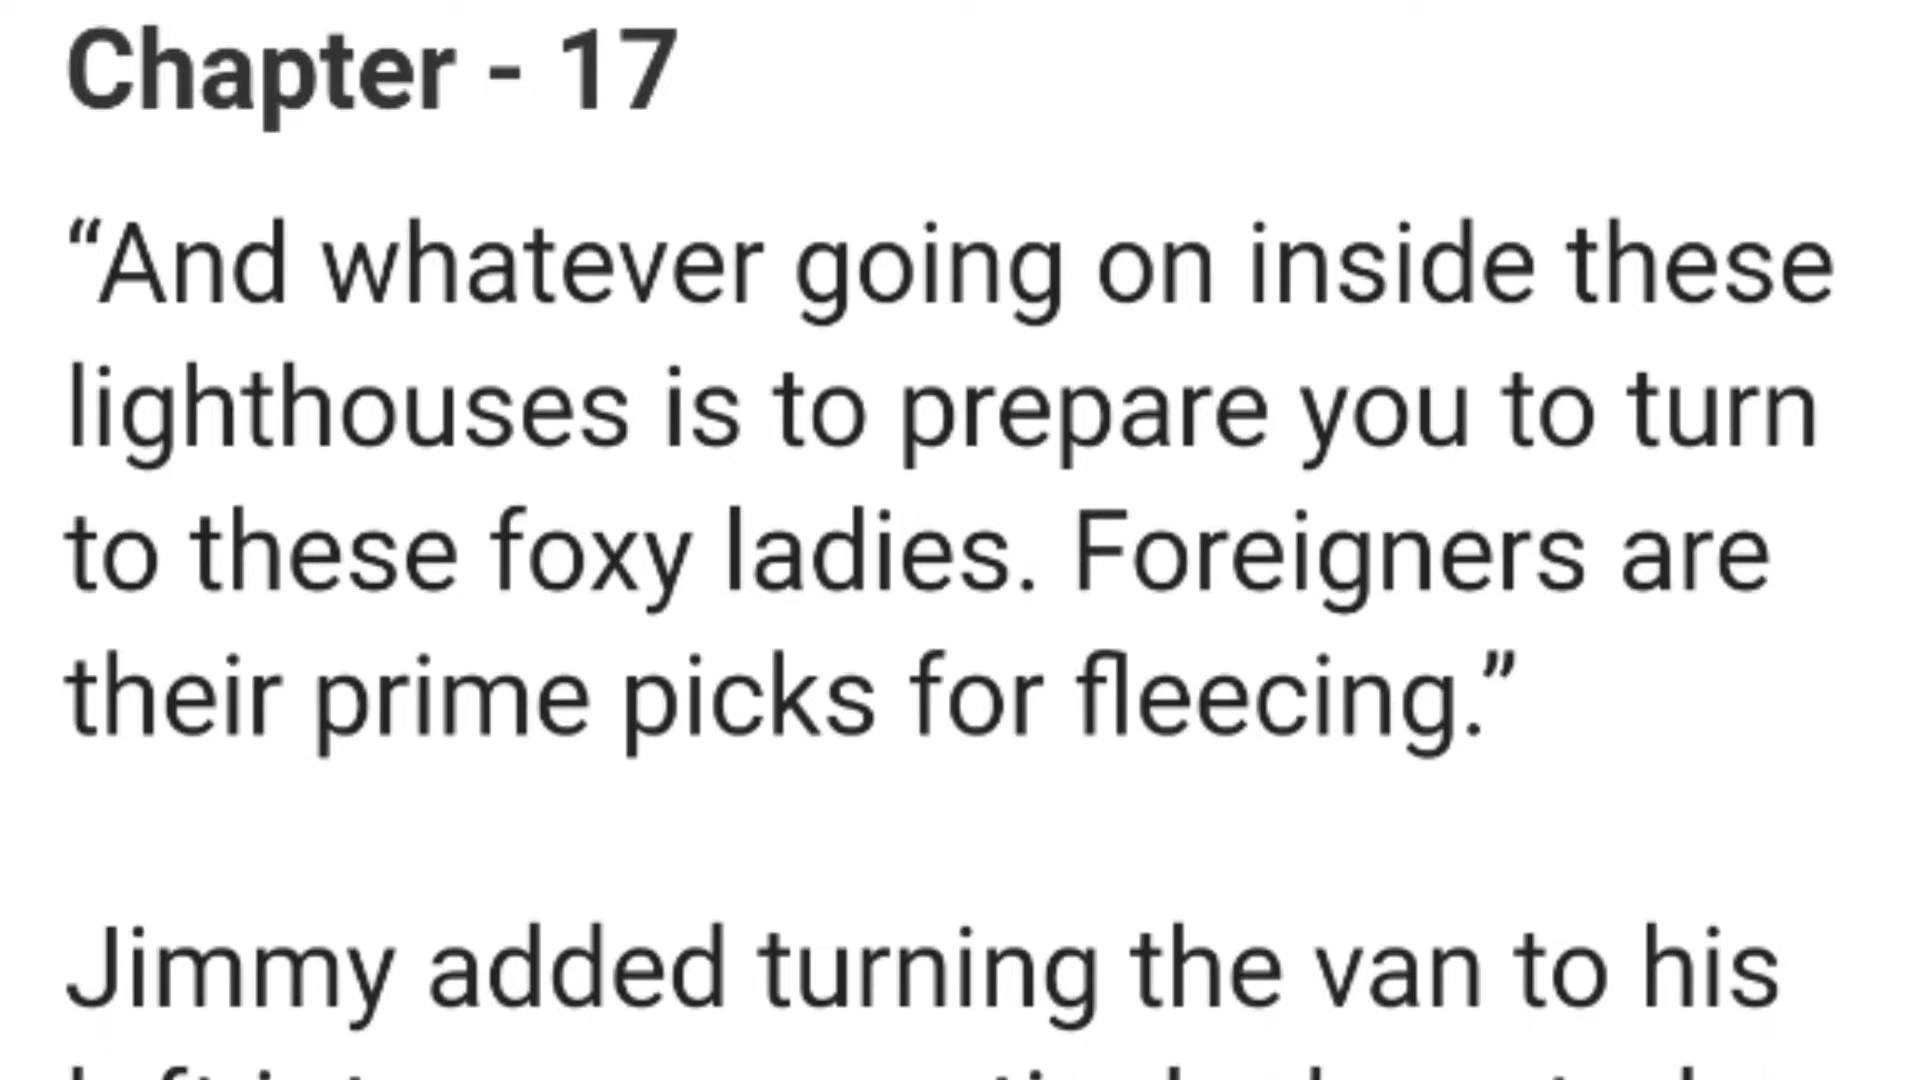 Chapter - 17
“And whatever going on inside these
lighthouses is to prepare you to turn
to these foxy ladies. Foreigners are
their prime picks for fleecing.”
Jimmy added turning the van to his